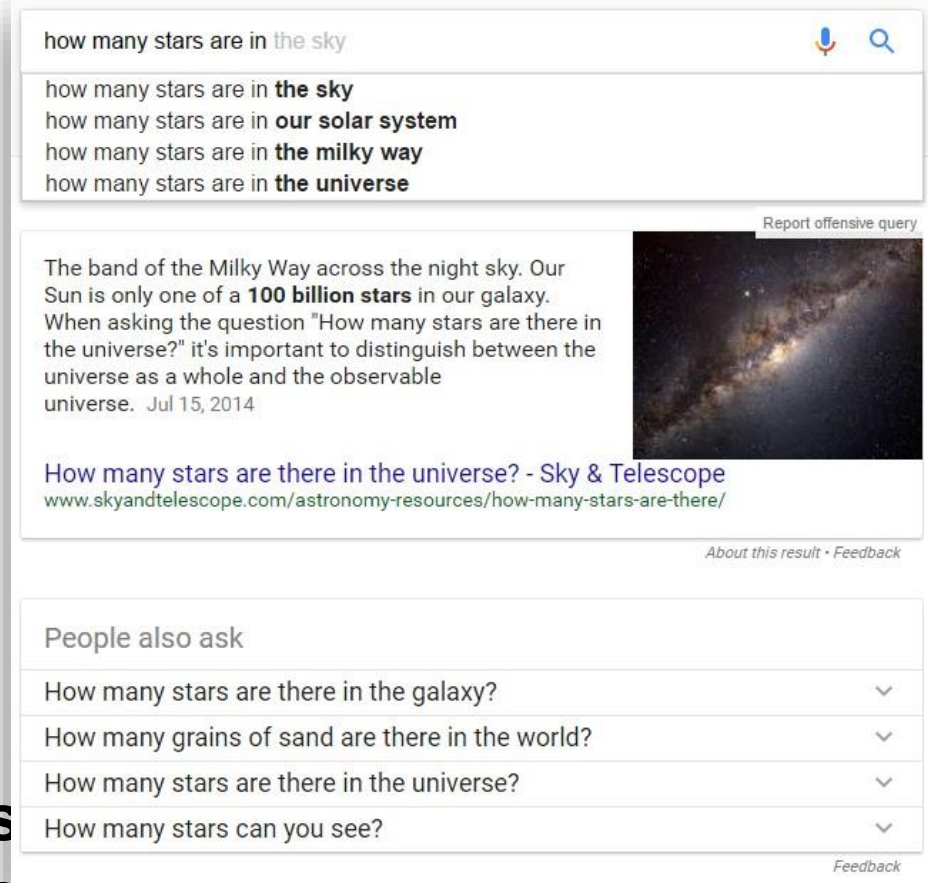 how many stars are in the sky
how many stars are in the sky
how many stars are in our solar system
how many stars are in the milky way
how many stars are in the universe
Report offensive query
The band of the Milky Way across the night sky. Our
Sun is only one of a 100 billion stars in our galaxy.
When asking the question "How many stars are there in
the universe?" it's important to distinguish between the
universe as a whole and the observable
universe. Jul 15, 2014
How many stars are there in the universe? - Sky & Telescope
www.skyandtelescope.com/astronomy-resources/how-many-stars-are-there/
About this result • Feedback
People also ask
How many stars are there in the galaxy?
How many grains of sand are there in the world?
How many stars are there in the universe?
How many stars can you see?
Feedback